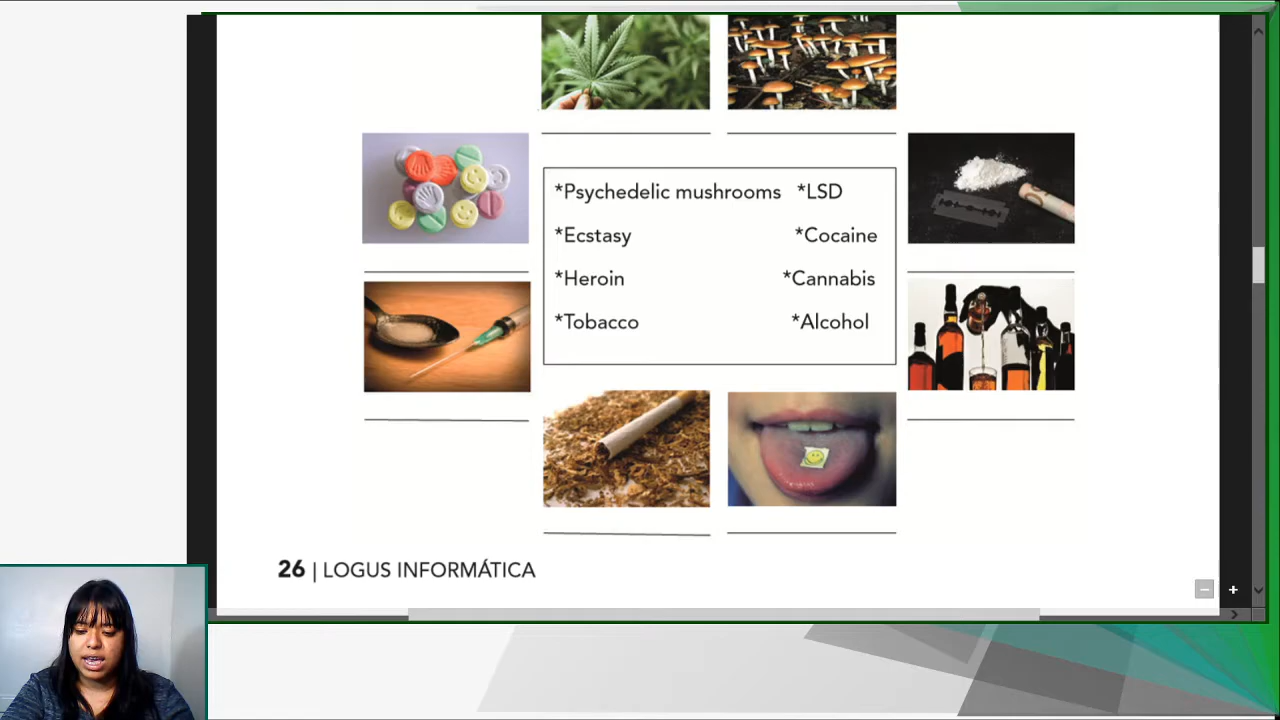 *Psychedelic mushrooms *LSD
*Ecstasy *Cocaine
*Heroin *Cannabis
*Tobacco *Alcohol
26 | LOGUS INFORMÁTICA